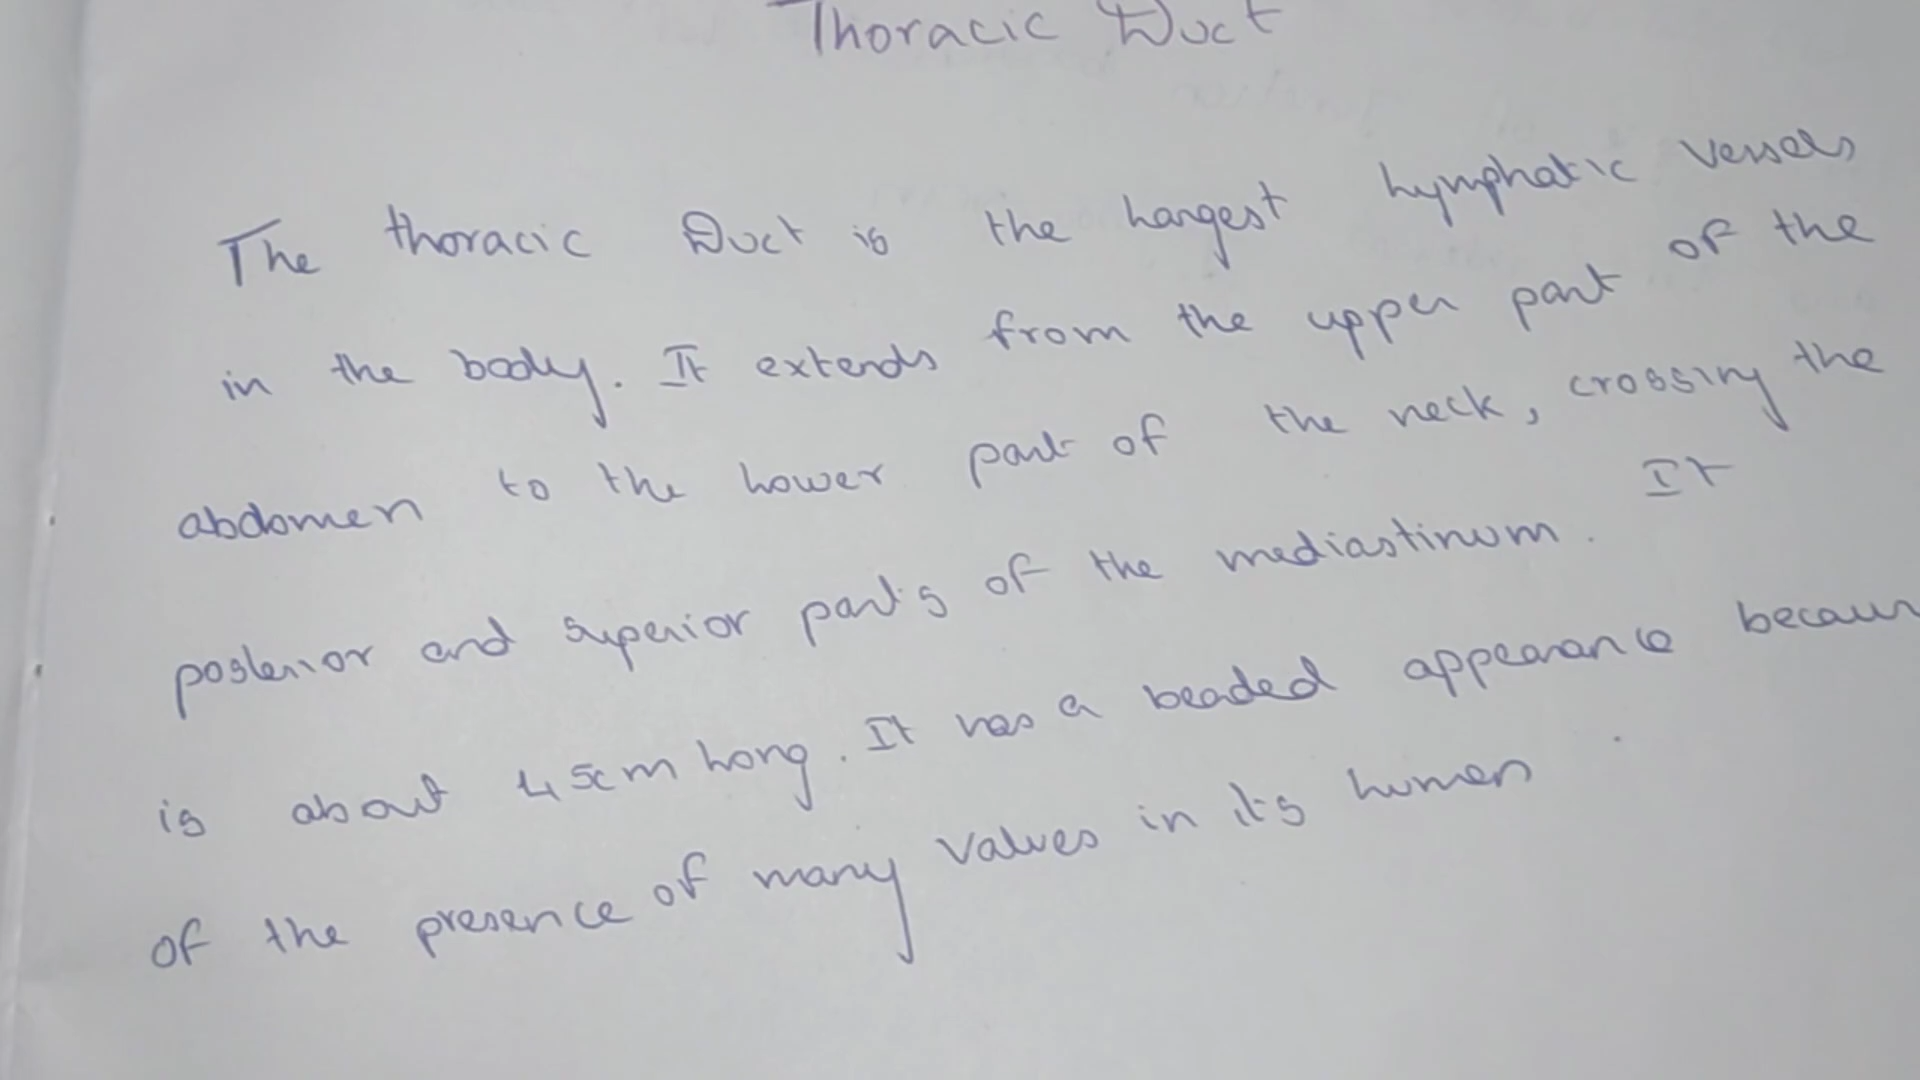 Thoracic Duct
The thoracic Duct is the largest lymphatic vessels
in the body. It extends from the upper part of the
abdomen to the lower part of the neck, crossing the
posterior and superior parts of the mediastinum. It
is about 45cm long. It has a beaded appearance becaus
of the presence of many valves in its lumen